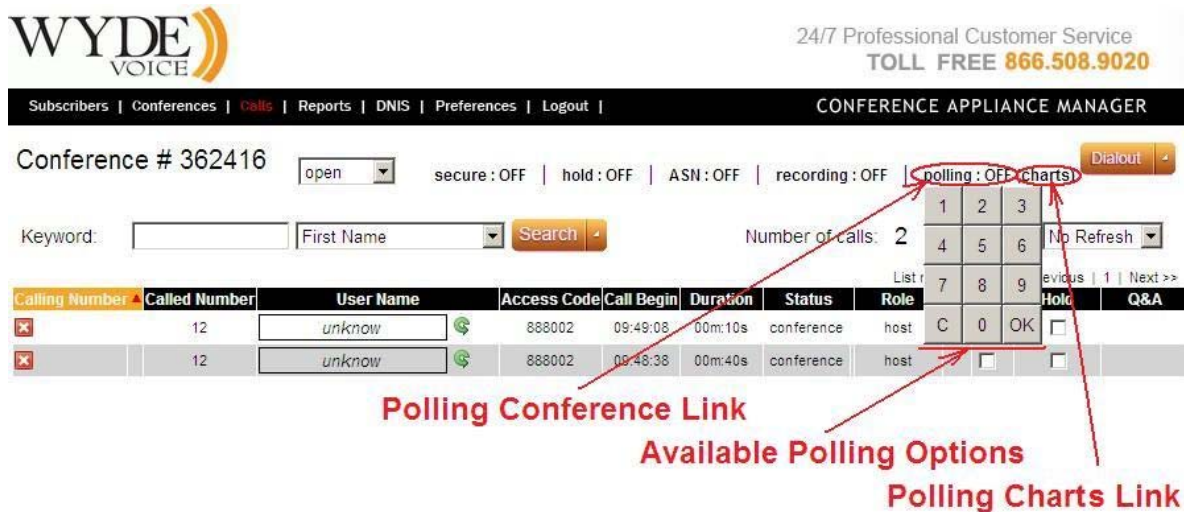 WYDE
VOICE
24/7 Professional Customer Service
TOLL FREE 866.508.9020
Subscribers | Conferences | Calls | Reports | DNIS | Preferences | Logout |
CONFERENCE APPLIANCE MANAGER
Conference # 362416
open
secure : OFF | hold : OFF | ASN : OFF | recording : OFF | polling : OFF (charts)
Dialout
Keyword:
First Name
Search
Number of calls: 2
No Refresh
1 2 3
4 5 6
7 8 9
C 0 OK
List
| 1 | Next >>
Calling Number Called Number User Name Access Code Call Begin Duration Status Role Hold Q&A
12 unknow 888002 09:49:08 00m:10s conference host
12 unknow 888002 09:48:38 00m:40s conference host
Polling Conference Link
Available Polling Options
Polling Charts Link